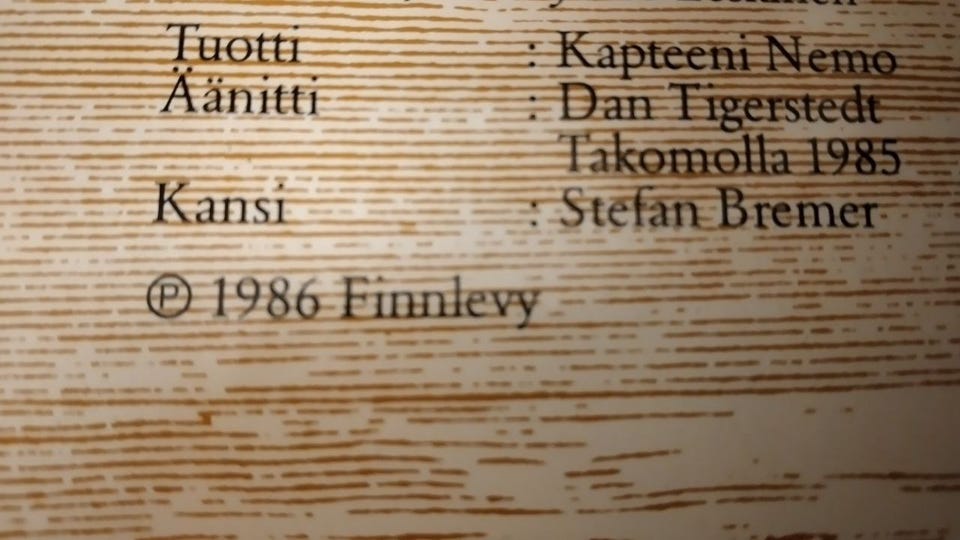 Tuotti : Kapteeni Nemo
Äänitti : Dan Tigerstedt
Takomolla 1985
Kansi : Stefan Bremer
Ⓟ 1986 Finnlevy